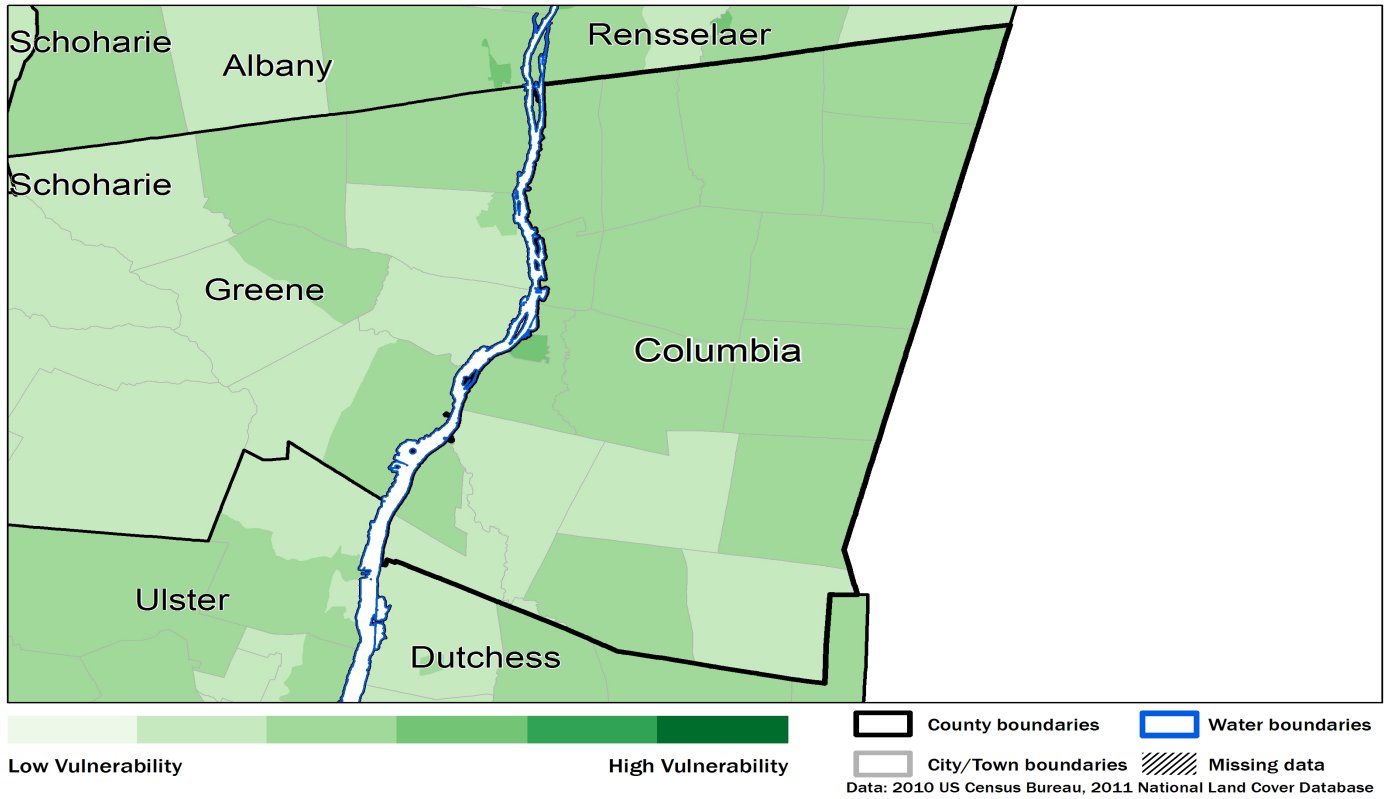 Schoharie
Albany
Rensselaer
Schoharie
Greene
Columbia
Ulster
Dutchess
Low Vulnerability
High Vulnerability
County boundaries
Water boundaries
City/Town boundaries
Missing data
Data: 2010 US Census Bureau, 2011 National Land Cover Database